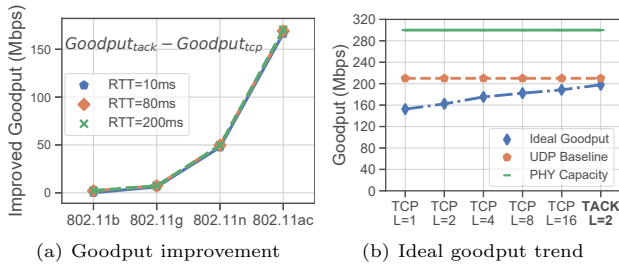 Improved Goodput (Mbps)
150
100
50
0
Goodput_tack − Goodput_tcp
RTT=10ms
RTT=80ms
RTT=200ms
802.11b 802.11g 802.11n 802.11ac
(a) Goodput improvement
Goodput (Mbps)
320
280
240
200
160
120
80
40
0
Ideal Goodput
UDP Baseline
PHY Capacity
TCP TCP TCP TCP TCP TACK
L=1 L=2 L=4 L=8 L=16 L=2
(b) Ideal goodput trend